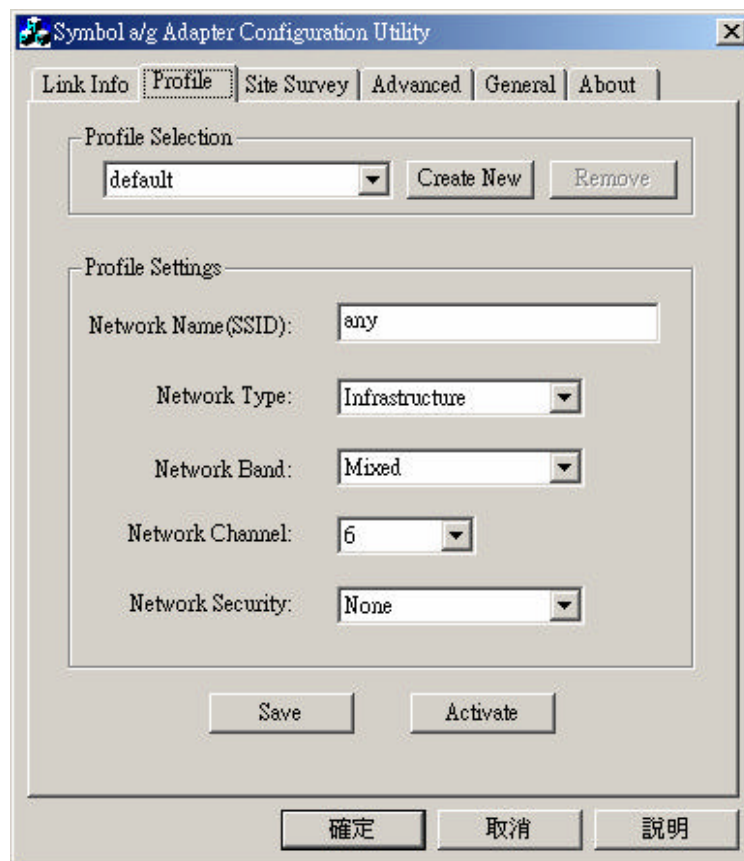 Symbol a/g Adapter Configuration Utility
Link Info Profile Site Survey Advanced General About
Profile Selection
default Create New Remove
Profile Settings
Network Name(SSID): any
Network Type: Infrastructure
Network Band: Mixed
Network Channel: 6
Network Security: None
Save Activate
確定 取消 說明